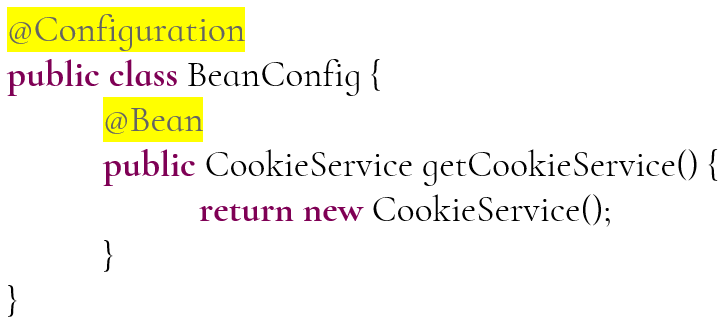 @Configuration
public class BeanConfig {
@Bean
public CookieService getCookieService() {
return new CookieService();
}
}